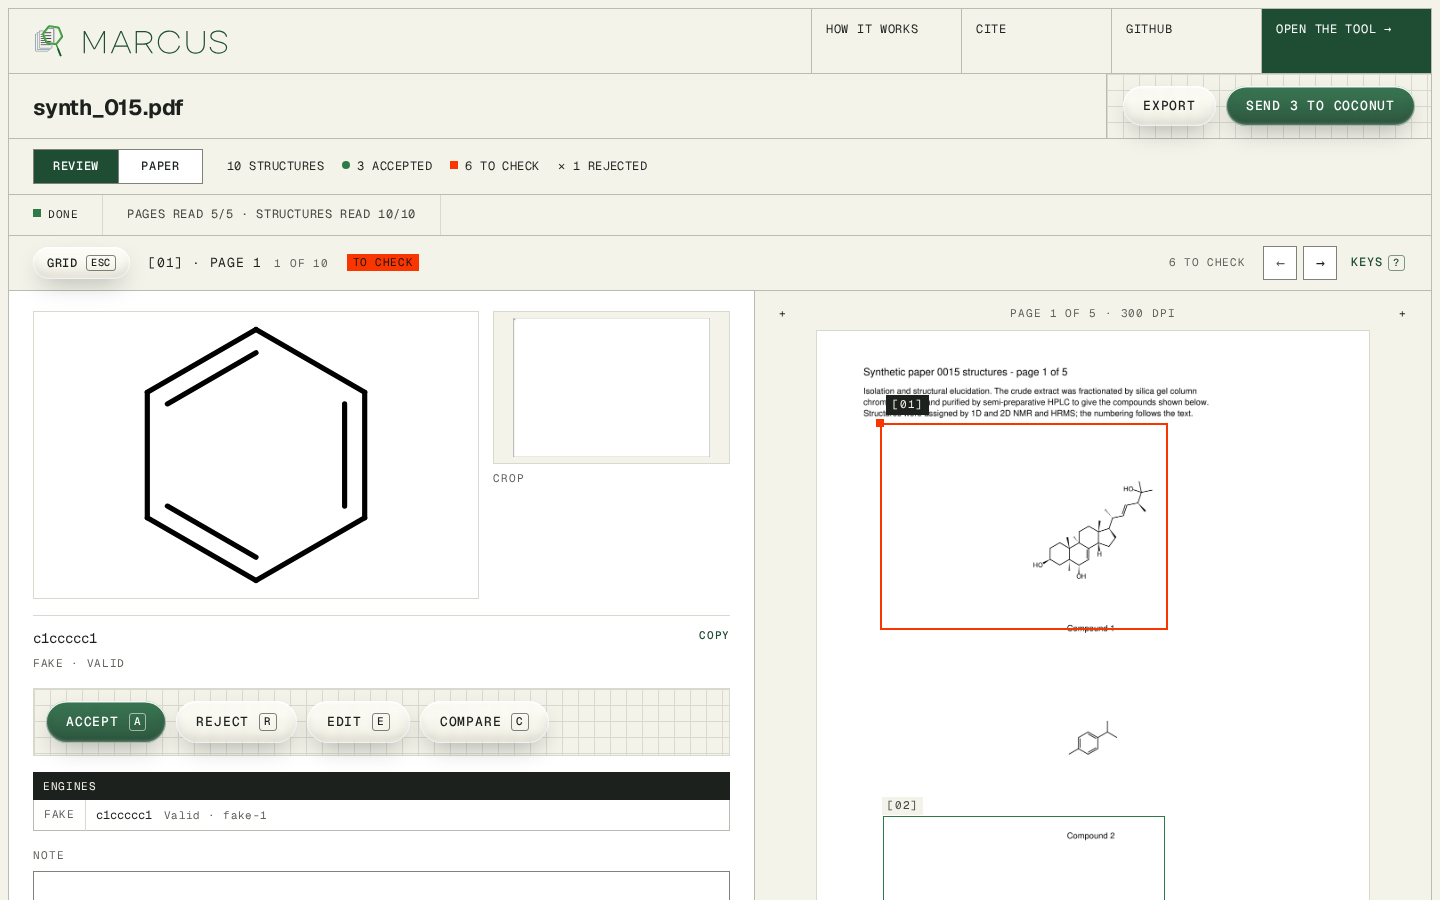 MARCUS
HOW IT WORKS
CITE
GITHUB
OPEN THE TOOL →
synth_015.pdf
EXPORT
SEND 3 TO COCONUT
REVIEW
PAPER
10 STRUCTURES
3 ACCEPTED
6 TO CHECK
× 1 REJECTED
DONE
PAGES READ 5/5 · STRUCTURES READ 10/10
GRID ESC
[01] · PAGE 1 1 OF 10
TO CHECK
6 TO CHECK
←
→
KEYS ?
CROP
c1ccccc1
COPY
FAKE · VALID
ACCEPT A
REJECT R
EDIT E
COMPARE C
ENGINES
FAKE c1ccccc1 Valid · fake-1
NOTE
+ PAGE 1 OF 5 · 300 DPI +
Synthetic paper 0015 structures - page 1 of 5
Isolation and structural elucidation. The crude extract was fractionated by silica gel column
[01] and purified by semi-preparative HPLC to give the compounds shown below.
assigned by 1D and 2D NMR and HRMS; the numbering follows the text.
HO
HO
H
OH
Compound 1
[02]
Compound 2